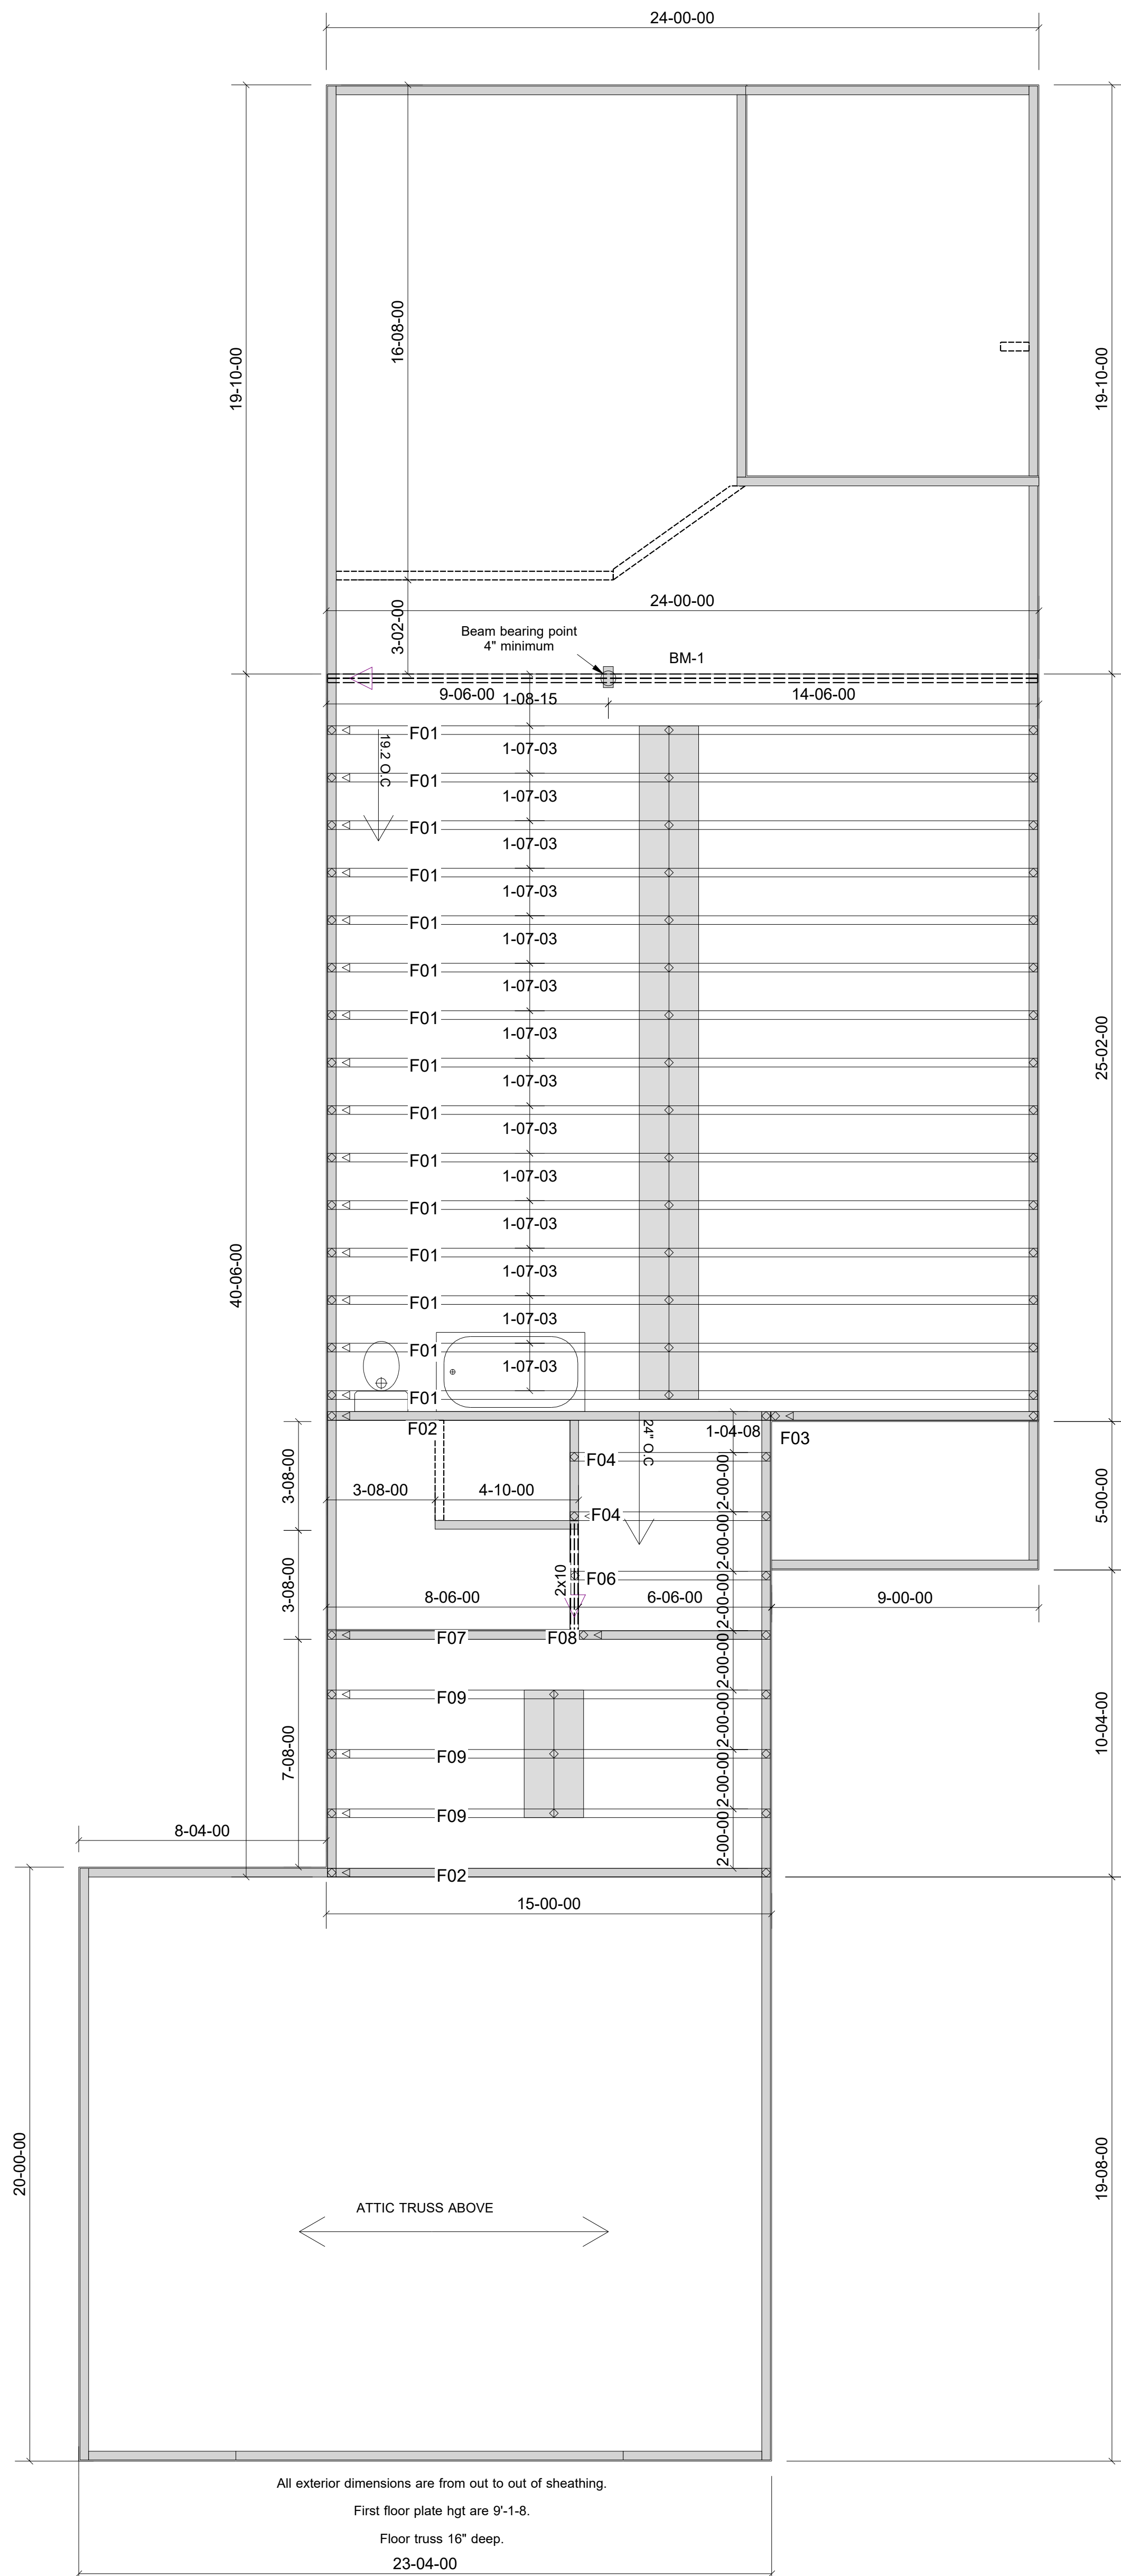 24-00-00
19-10-00
16-08-00
19-10-00
3-02-00
24-00-00
Beam bearing point
4" minimum
BM-1
9-06-00
1-08-15
14-06-00
F01
19.2 O.C
1-07-03
F01
1-07-03
F01
1-07-03
F01
1-07-03
F01
1-07-03
F01
1-07-03
F01
1-07-03
F01
1-07-03
F01
1-07-03
F01
1-07-03
F01
1-07-03
F01
1-07-03
F01
1-07-03
F01
1-07-03
F01
25-02-00
40-06-00
F02
24" O.C
1-04-08
F03
F04
3-08-00
3-08-00
4-10-00
2-00-00
F04
5-00-00
2-00-00
F06
2x10
3-08-00
8-06-00
6-06-00
2-00-00
9-00-00
F07
F08
2-00-00
F09
10-04-00
7-08-00
2-00-00
F09
2-00-00
F09
2-00-00
8-04-00
F02
15-00-00
20-00-00
19-08-00
ATTIC TRUSS ABOVE
All exterior dimensions are from out to out of sheathing.
First floor plate hgt are 9'-1-8.
Floor truss 16" deep.
23-04-00